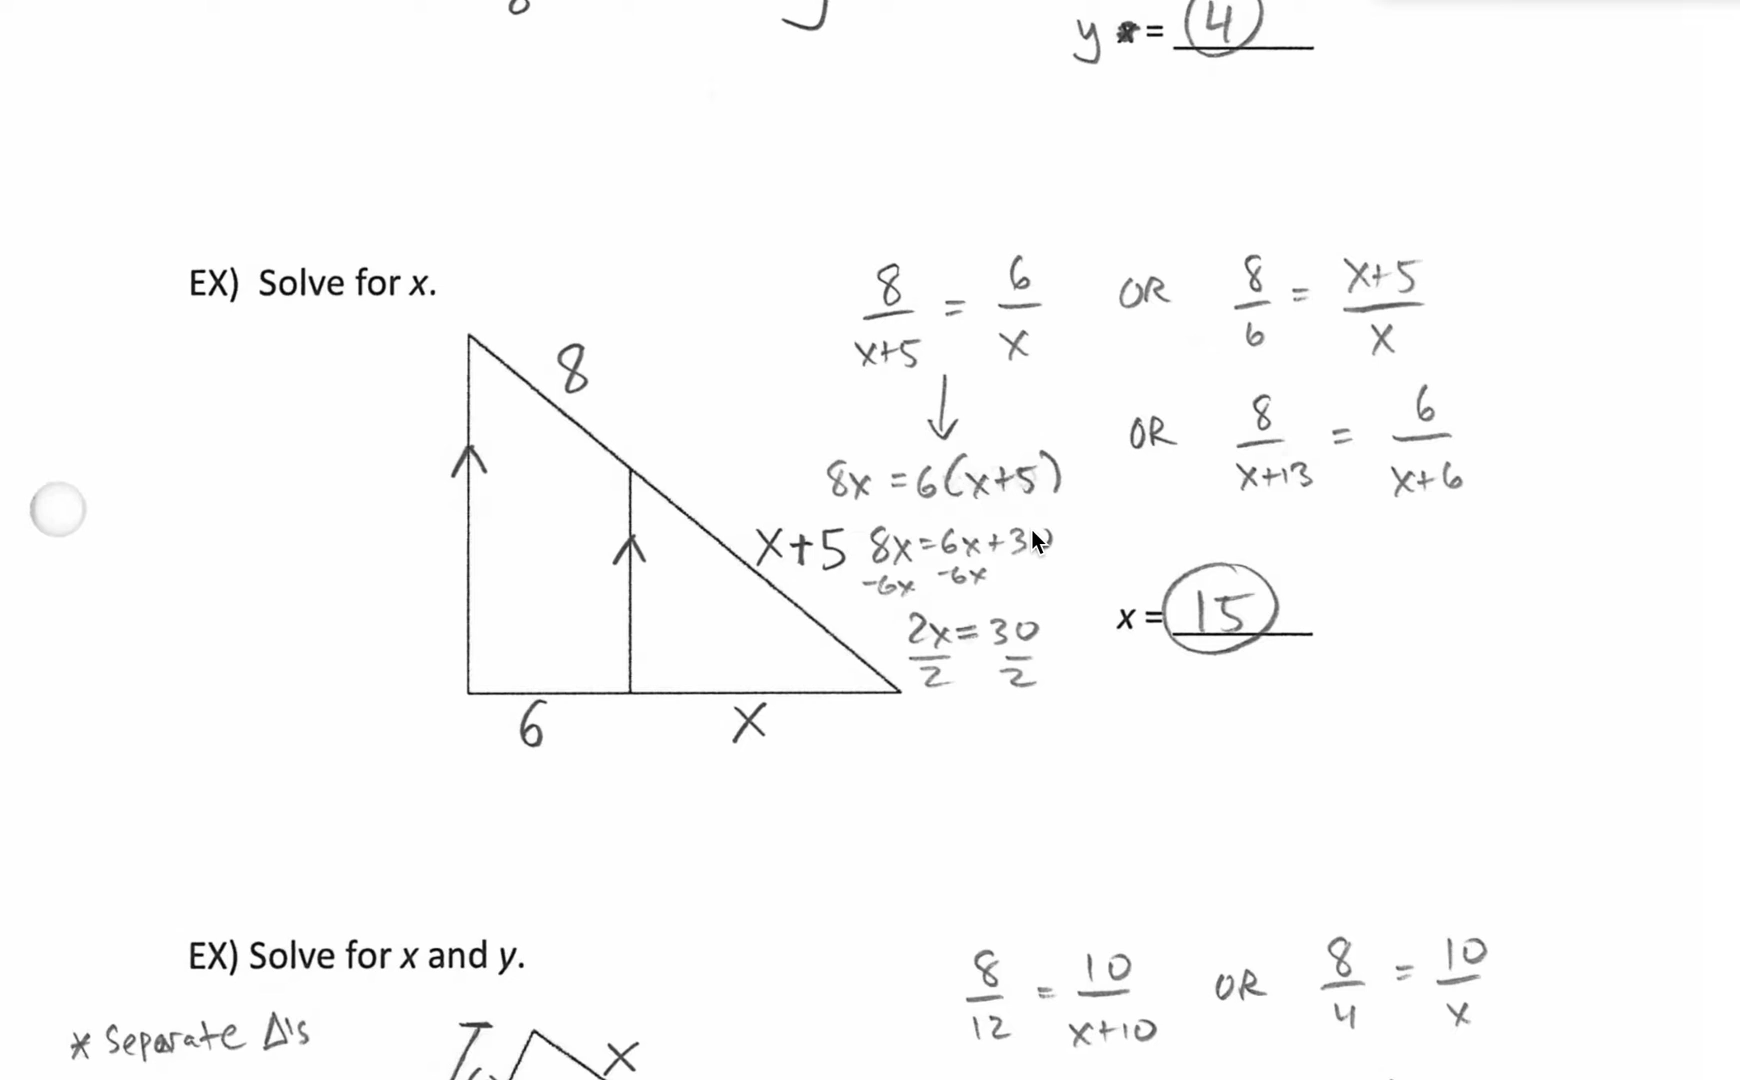 y = 4
EX) Solve for x.
8/(x+5) = 6/x OR 8/6 = (x+5)/x
OR 8/(x+13) = 6/(x+6)
8
8x = 6(x+5)
x+5
8x = 6x + 30
-6x -6x
2x = 30
2 2
x = 15
6 x
EX) Solve for x and y.
8/12 = 10/(x+10) OR 8/4 = 10/x
* Separate Δ's
x